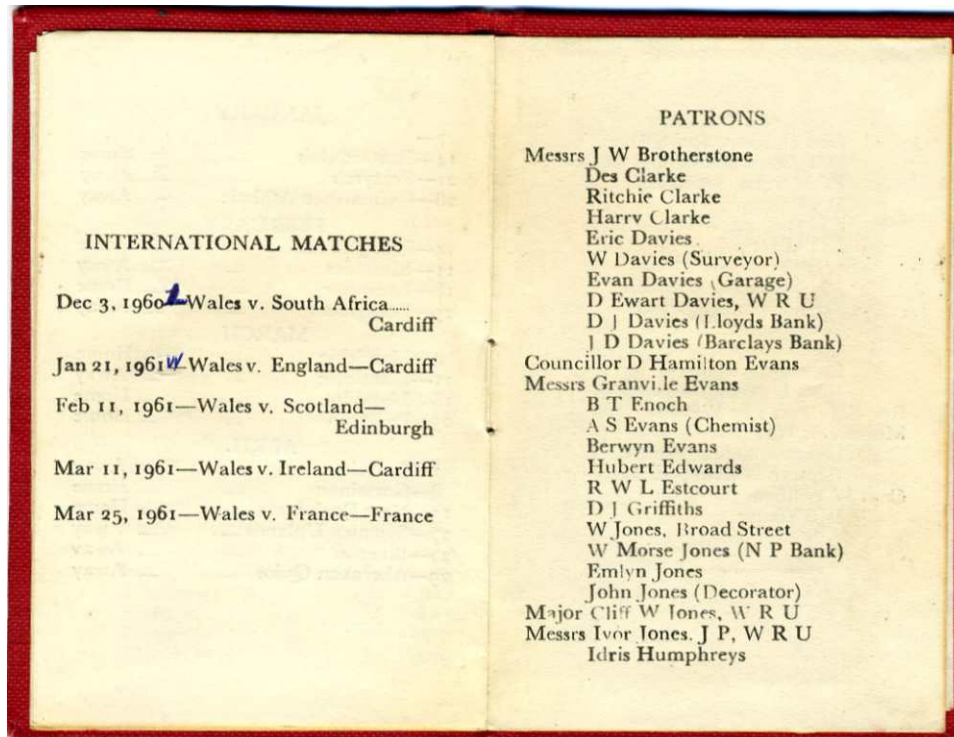 INTERNATIONAL MATCHES
Dec 3, 1960 L Wales v. South Africa......
Cardiff
Jan 21, 1961 W Wales v. England—Cardiff
Feb 11, 1961—Wales v. Scotland—
Edinburgh
Mar 11, 1961—Wales v. Ireland—Cardiff
Mar 25, 1961—Wales v. France—France
PATRONS
Messrs J W Brotherstone
Des Clarke
Ritchie Clarke
Harry Clarke
Eric Davies
W Davies (Surveyor)
Evan Davies (Garage)
D Ewart Davies, W R U
D J Davies (Lloyds Bank)
J D Davies (Barclays Bank)
Councillor D Hamilton Evans
Messrs Granville Evans
B T Enoch
A S Evans (Chemist)
Berwyn Evans
Hubert Edwards
R W L Estcourt
D J Griffiths
W Jones, Broad Street
W Morse Jones (N P Bank)
Emlyn Jones
John Jones (Decorator)
Major Cliff W Jones, W R U
Messrs Ivor Jones. J P, W R U
Idris Humphreys